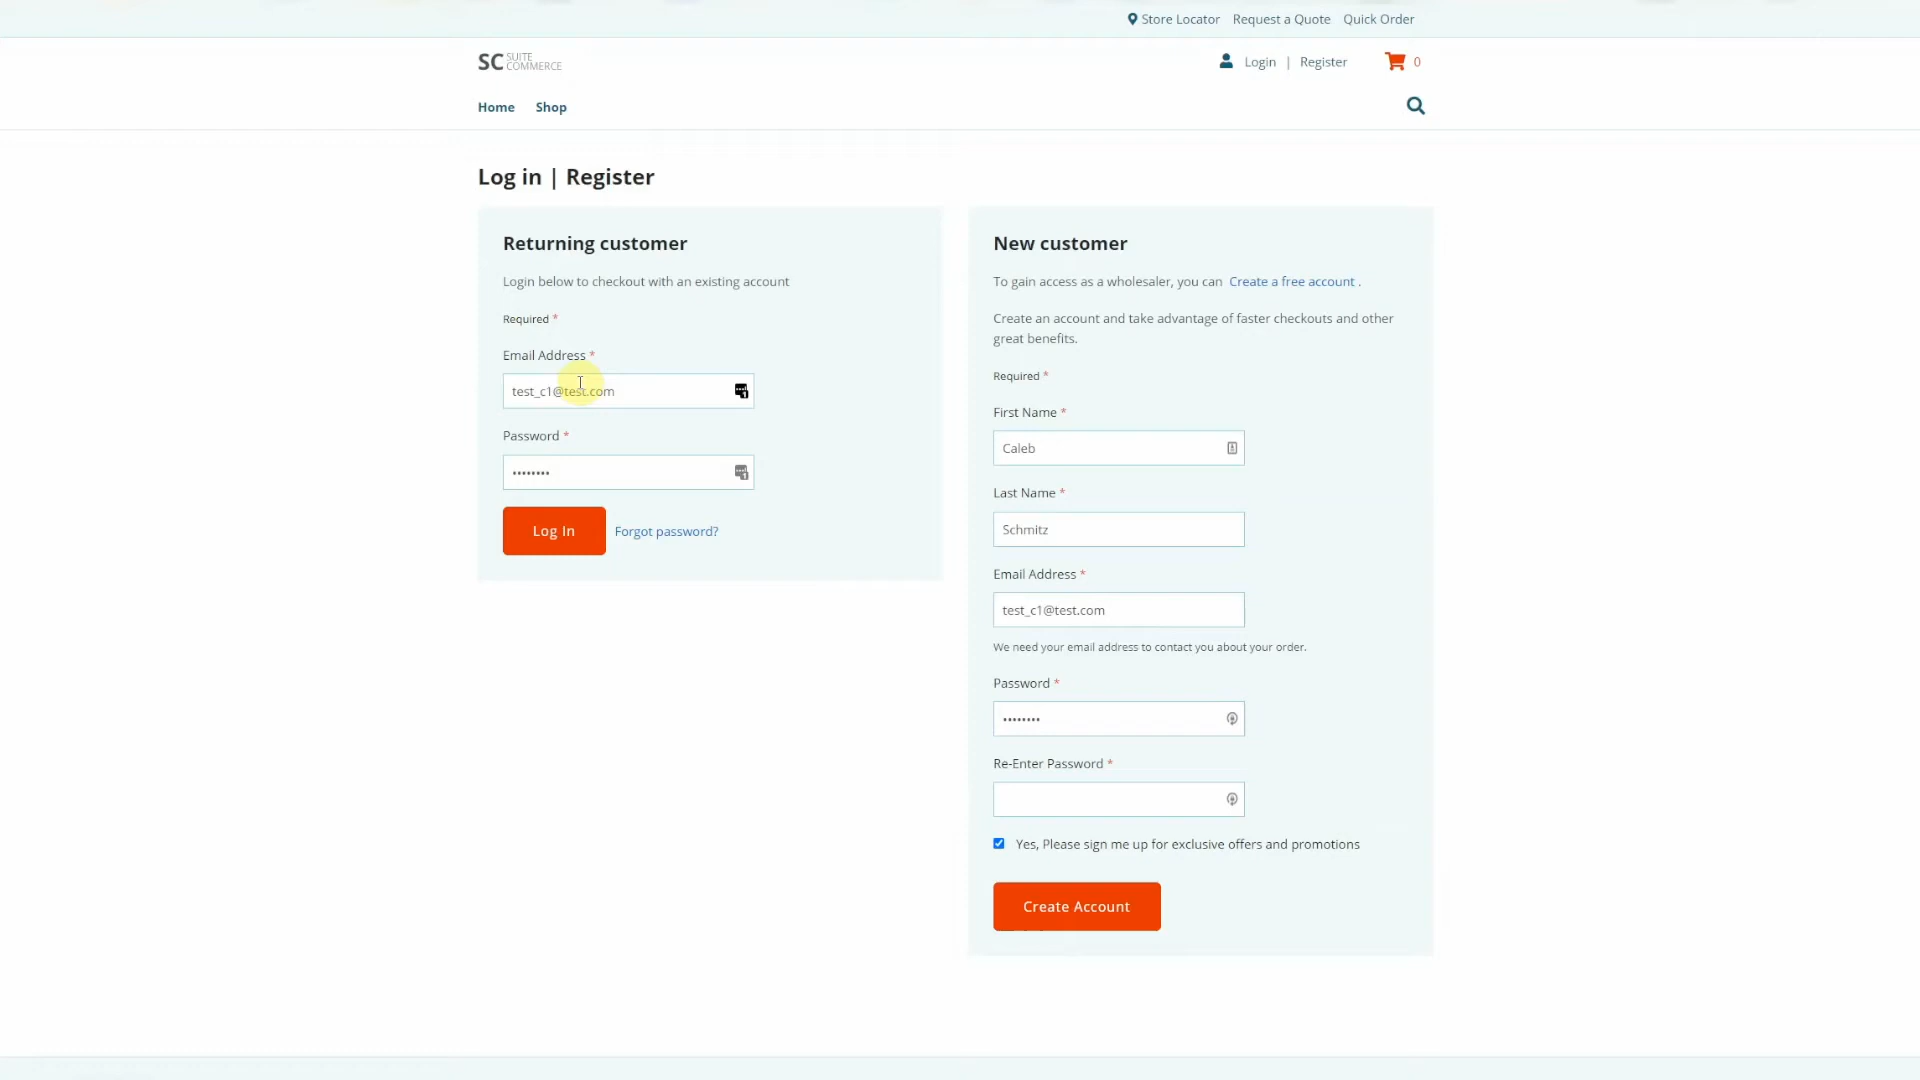 Store Locator Request a Quote Quick Order
SC SUITE COMMERCE
Login | Register 0
Home Shop
Log in | Register
Returning customer
Login below to checkout with an existing account
Required *
Email Address *
test_c1@test.com
Password *
••••••••
Log In Forgot password?
New customer
To gain access as a wholesaler, you can Create a free account .
Create an account and take advantage of faster checkouts and other
great benefits.
Required *
First Name *
Caleb
Last Name *
Schmitz
Email Address *
test_c1@test.com
We need your email address to contact you about your order.
Password *
••••••••
Re-Enter Password *
Yes, Please sign me up for exclusive offers and promotions
Create Account